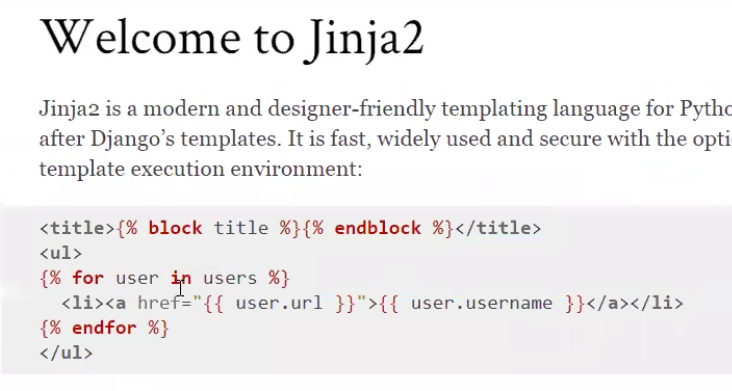 Welcome to Jinja2
Jinja2 is a modern and designer-friendly templating language for
after Django’s templates. It is fast, widely used and secure with the
template execution environment:
<title>{% block title %}{% endblock %}</title>
<ul>
{% for user in users %}
  <li><a href="{{ user.url }}">{{ user.username }}</a></li>
{% endfor %}
</ul>